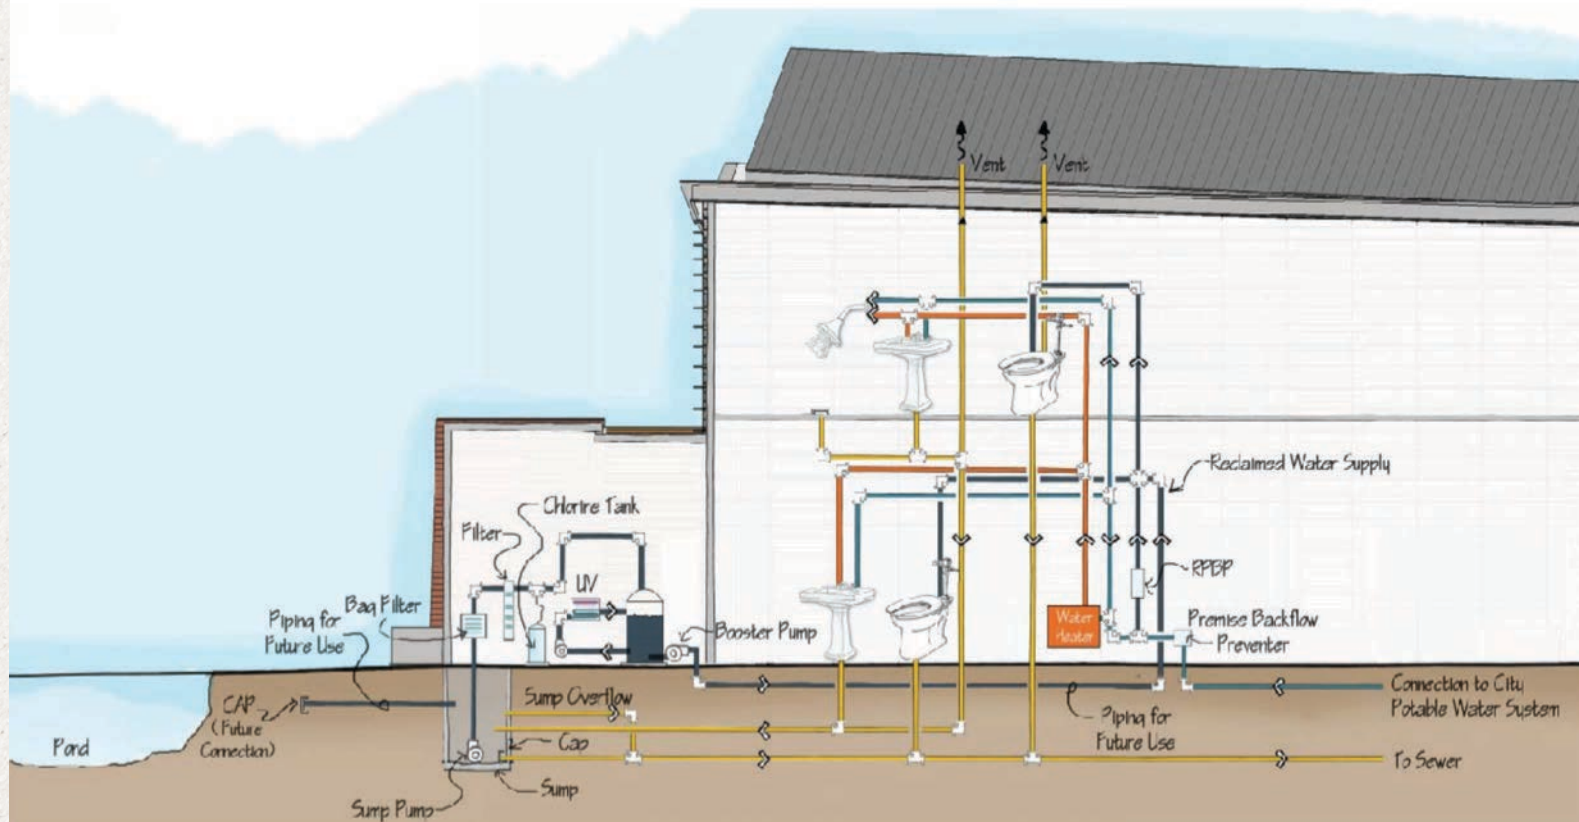 Vent
Vent
Reclaimed Water Supply
Chlorine Tank
Filter
UV
RPBP
Bag Filter
Piping for
Future Use
Booster Pump
Water
Heater
Premise Backflow
Preventer
Sump Overflow
CAP
(Future
Connection)
Connection to City
Potable Water System
Pond
Cap
Piping for
Future Use
To Sewer
Sump
Sump Pump